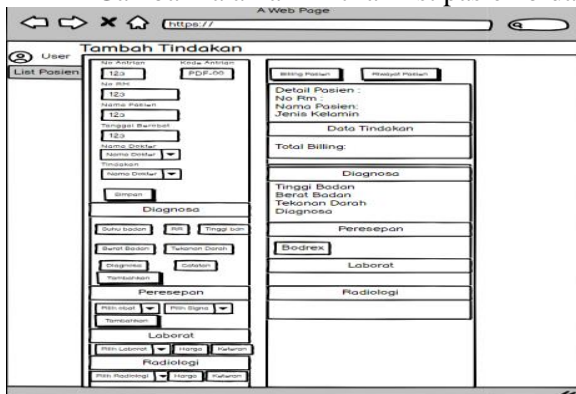 A Web Page
https://
User
Tambah Tindakan
List Pasien
No Antrian Kode Antrian
123 PDF-00
No RM
123
Nama Pasien
123
Tanggal Berobat
123
Nama Dokter
Nama Dokter
Tindakan
Nama Dokter
Simpan
Diagnosa
Suhu badan RR Tinggi bdn
Berat Badan Tekanan Darah
Diagnosa Catatan
Tambahkan
Peresepan
Pilih obat Pilih Signa
Tambahkan
Laborat
Pilih Laborat Harga Keteran
Radiologi
Pilih Radiologi Harga Keteran
Billing Pasien Riwayat Pasien
Detail Pasien :
No Rm :
Nama Pasien:
Jenis Kelamin
Data Tindakan
Total Billing:
Diagnosa
Tinggi Badan
Berat Badan
Tekanan Darah
Diagnosa
Peresepan
Bodrex
Laborat
Radiologi